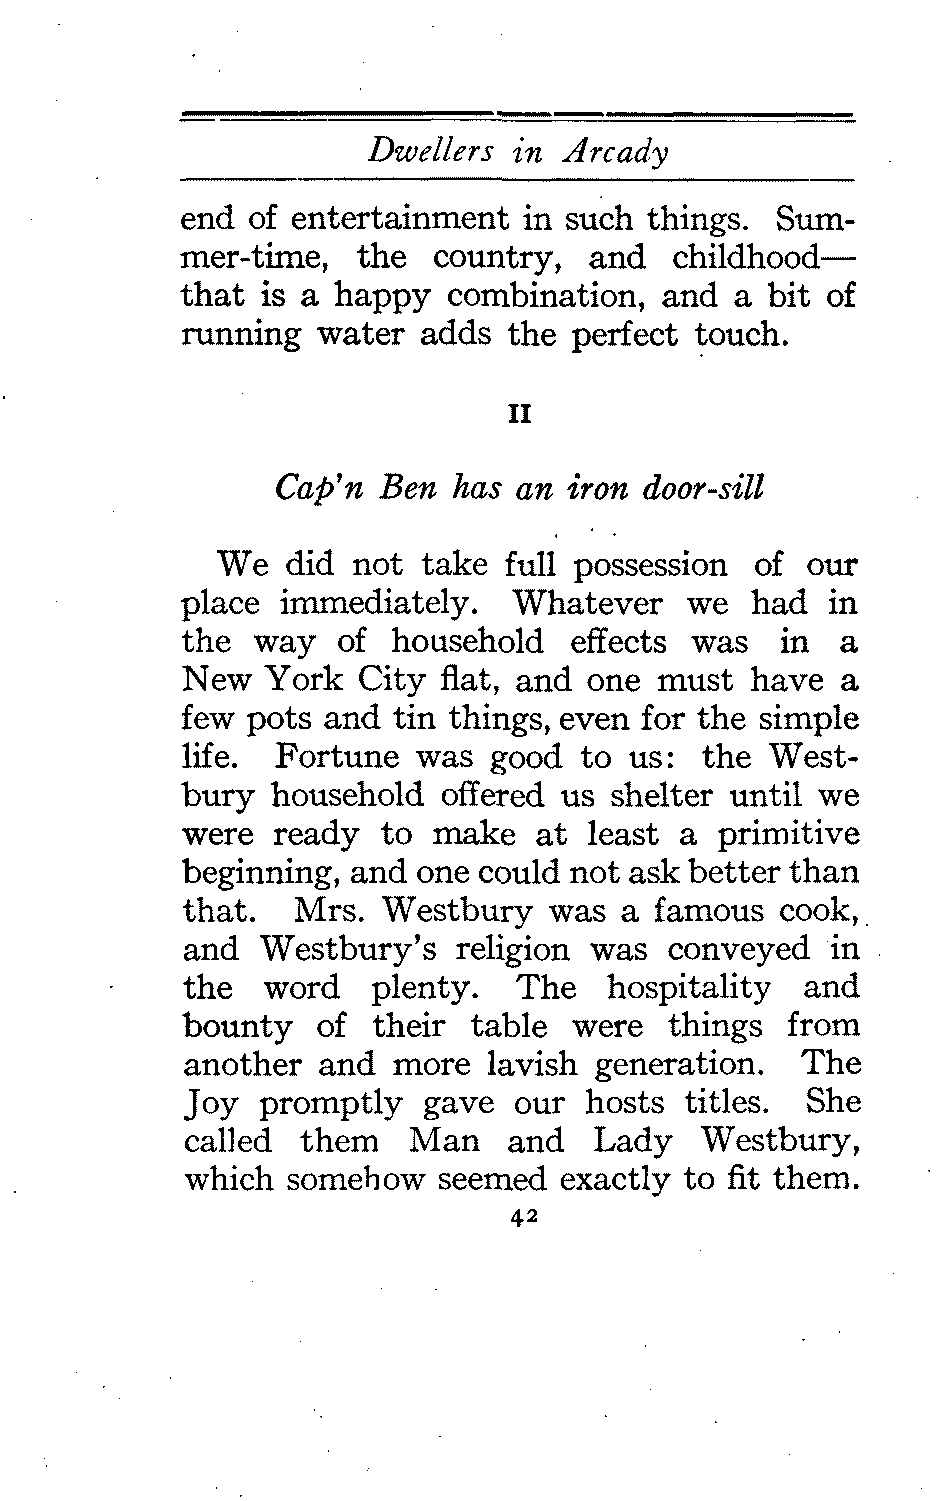 Dwellers in Arcady
end of entertainment in such things. Sum-
mer-time, the country, and childhood—
that is a happy combination, and a bit of
running water adds the perfect touch.
II
Cap'n Ben has an iron door-sill
We did not take full possession of our
place immediately. Whatever we had in
the way of household effects was in a
New York City flat, and one must have a
few pots and tin things, even for the simple
life. Fortune was good to us: the West-
bury household offered us shelter until we
were ready to make at least a primitive
beginning, and one could not ask better than
that. Mrs. Westbury was a famous cook,
and Westbury's religion was conveyed in
the word plenty. The hospitality and
bounty of their table were things from
another and more lavish generation. The
Joy promptly gave our hosts titles. She
called them Man and Lady Westbury,
which somehow seemed exactly to fit them.
42